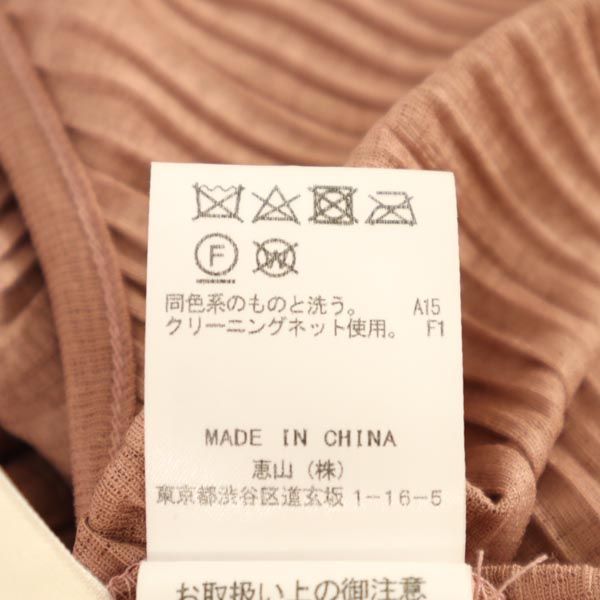 F W
同色系のものと洗う。 A15
クリーニングネット使用。 F1
MADE IN CHINA
恵山（株）
東京都渋谷区道玄坂 1-16-5
お取扱い上の御注意